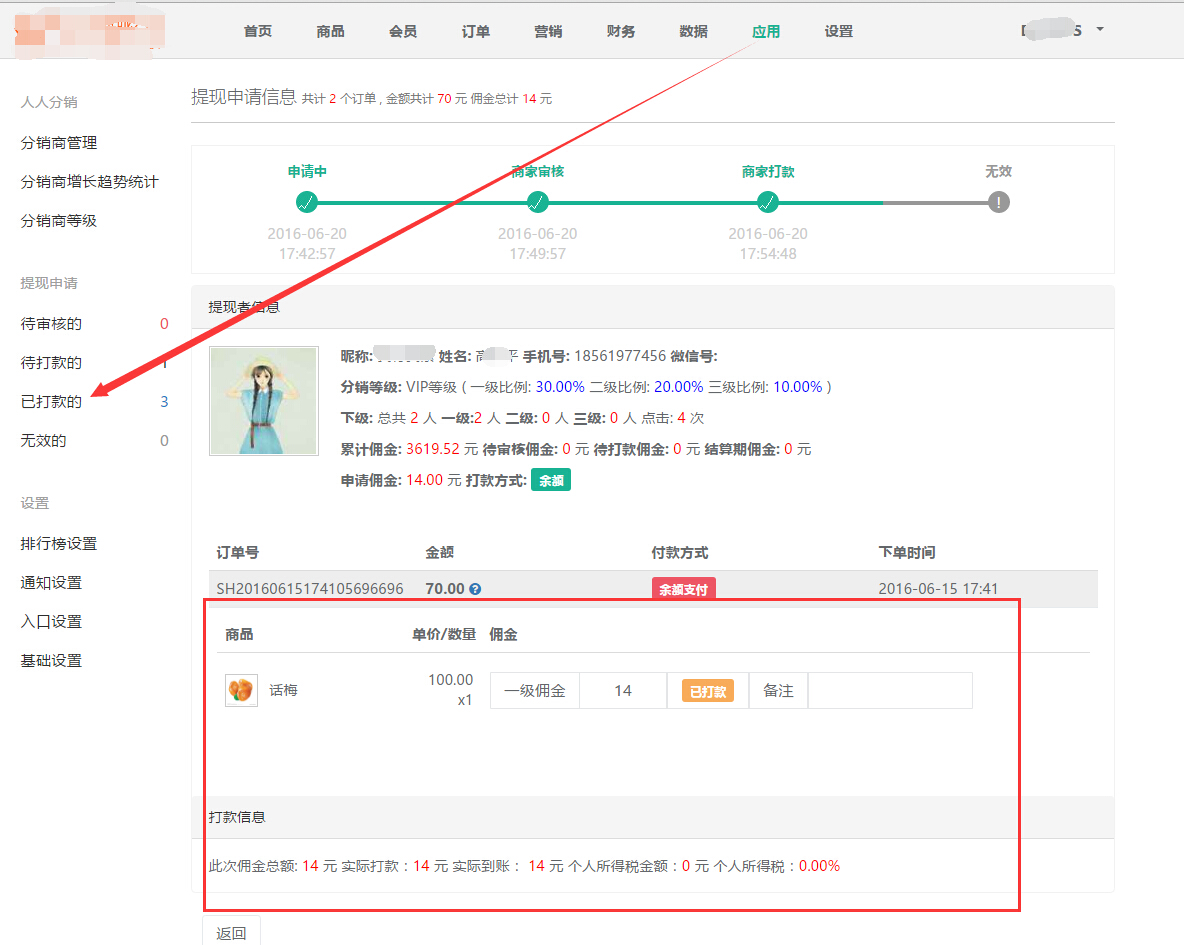 首页 商品 会员 订单 营销 财务 数据 应用 设置
人人分销
分销商管理
分销商增长趋势统计
分销商等级
提现申请
待审核的 0
待打款的 1
已打款的 3
无效的 0
设置
排行榜设置
通知设置
入口设置
基础设置
提现申请信息 共计 2 个订单 , 金额共计 70 元 佣金总计 14 元
申请中 商家审核 商家打款 无效
2016-06-20 2016-06-20 2016-06-20
17:42:57 17:49:57 17:54:48
提现者信息
昵称: 姓名: 高 平 手机号: 18561977456 微信号:
分销等级: VIP等级 ( 一级比例: 30.00% 二级比例: 20.00% 三级比例: 10.00% )
下级: 总共 2 人 一级:2 人 二级: 0 人 三级: 0 人 点击: 4 次
累计佣金: 3619.52 元 待审核佣金: 0 元 待打款佣金: 0 元 结算期佣金: 0 元
申请佣金: 14.00 元 打款方式: 余额
订单号 金额 付款方式 下单时间
SH20160615174105696696 70.00 余额支付 2016-06-15 17:41
商品 单价/数量 佣金
话梅 100.00 一级佣金 14 已打款 备注
x1
打款信息
此次佣金总额: 14 元 实际打款：14 元 实际到账： 14 元 个人所得税金额：0 元 个人所得税：0.00%
返回